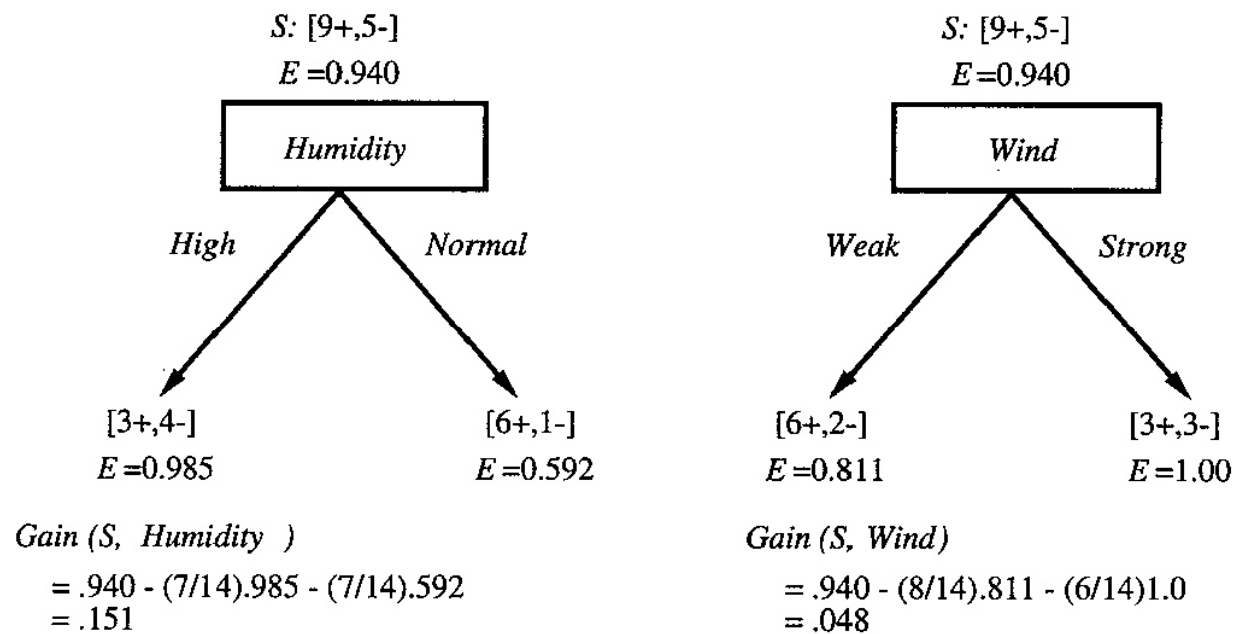 S: [9+,5-]
E =0.940
Humidity
High
Normal
[3+,4-]
E =0.985
[6+,1-]
E =0.592
Gain (S, Humidity )
= .940 - (7/14).985 - (7/14).592
= .151
S: [9+,5-]
E =0.940
Wind
Weak
Strong
[6+,2-]
E =0.811
[3+,3-]
E =1.00
Gain (S, Wind)
= .940 - (8/14).811 - (6/14)1.0
= .048